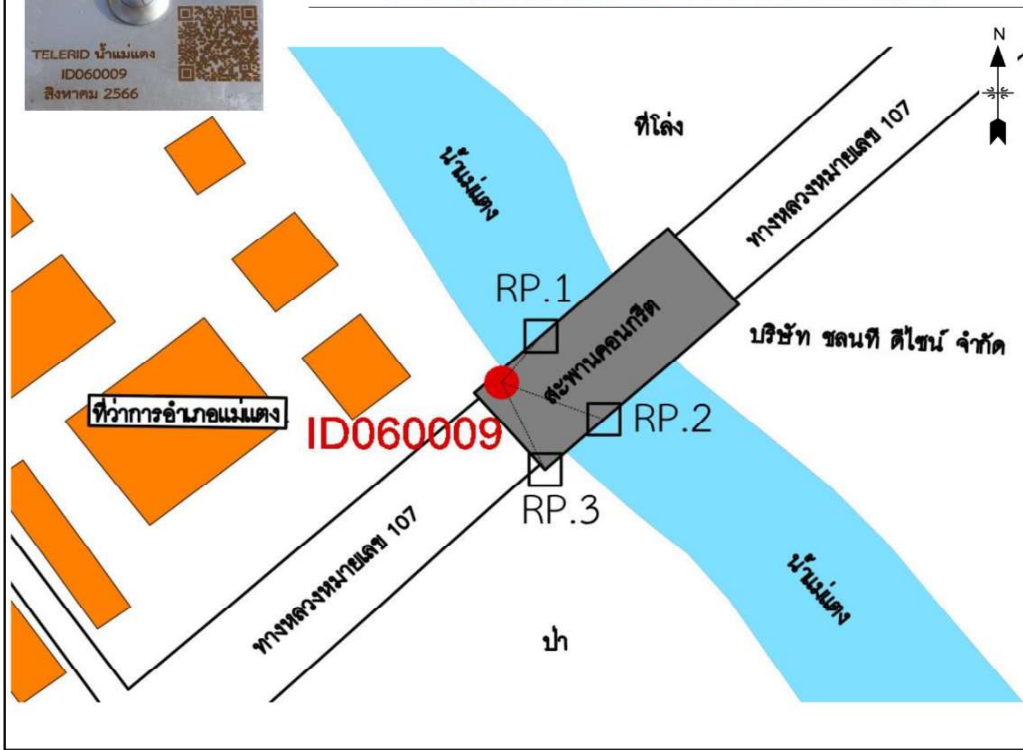 TELERID น้ำแม่แตง
ID060009
สิงหาคม 2566
N
ที่โล่ง
น้ำแม่แตง
ทางหลวงหมายเลข 107
RP.1
สะพานคอนกรีต
บริษัท ชลนที ดีไซน์ จำกัด
ที่ว่าการอำเภอแม่แตง
ID060009
RP.2
RP.3
ทางหลวงหมายเลข 107
น้ำแม่แตง
ป่า